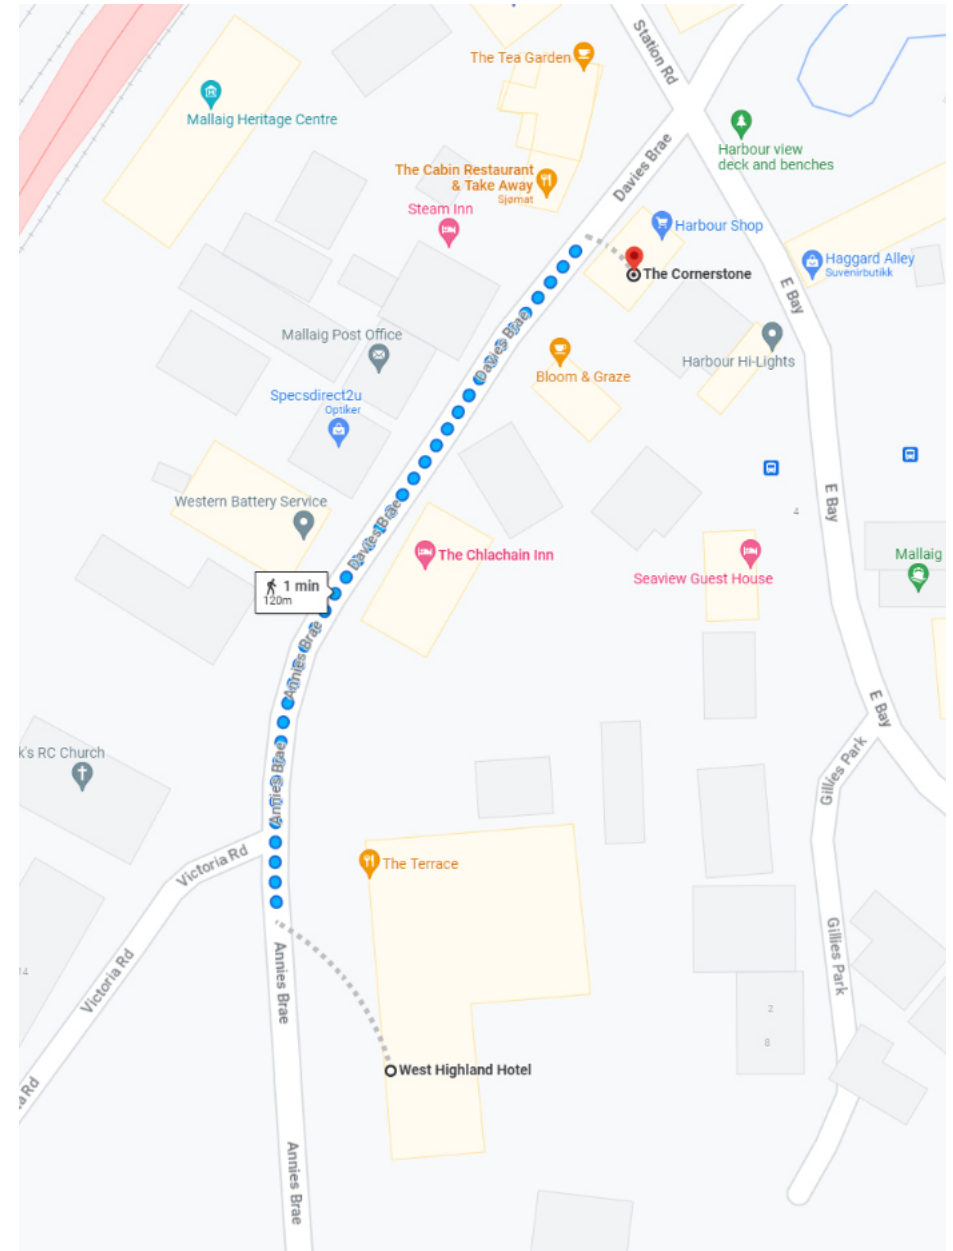 Station Rd
The Tea Garden
Mallaig Heritage Centre
Davies Brae
Harbour view
deck and benches
The Cabin Restaurant
& Take Away
Sjømat
Steam Inn
Harbour Shop
Haggard Alley
Suvenirbutikk
The Cornerstone
E Bay
Mallaig Post Office
Davies Brae
Harbour Hi-Lights
Bloom & Graze
Specsdirect2u
Optiker
Western Battery Service
E Bay
4
Davies Brae
The Chlachain Inn
Mallaig
Seaview Guest House
1 min
120m
Annies Brae
E Bay
k's RC Church
Annies Brae
Gillies Park
Victoria Rd
The Terrace
Gillies Park
14
Victoria Rd
Annies Brae
2
8
West Highland Hotel
a Rd
Annies Brae